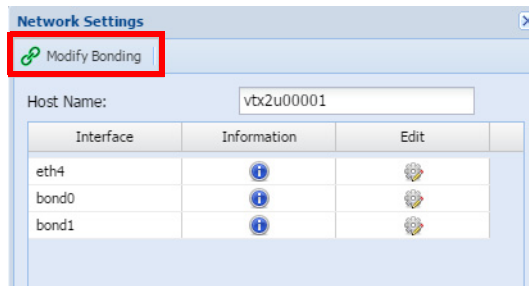 Network Settings
Modify Bonding
Host Name: vtx2u00001
Interface Information Edit
eth4
bond0
bond1